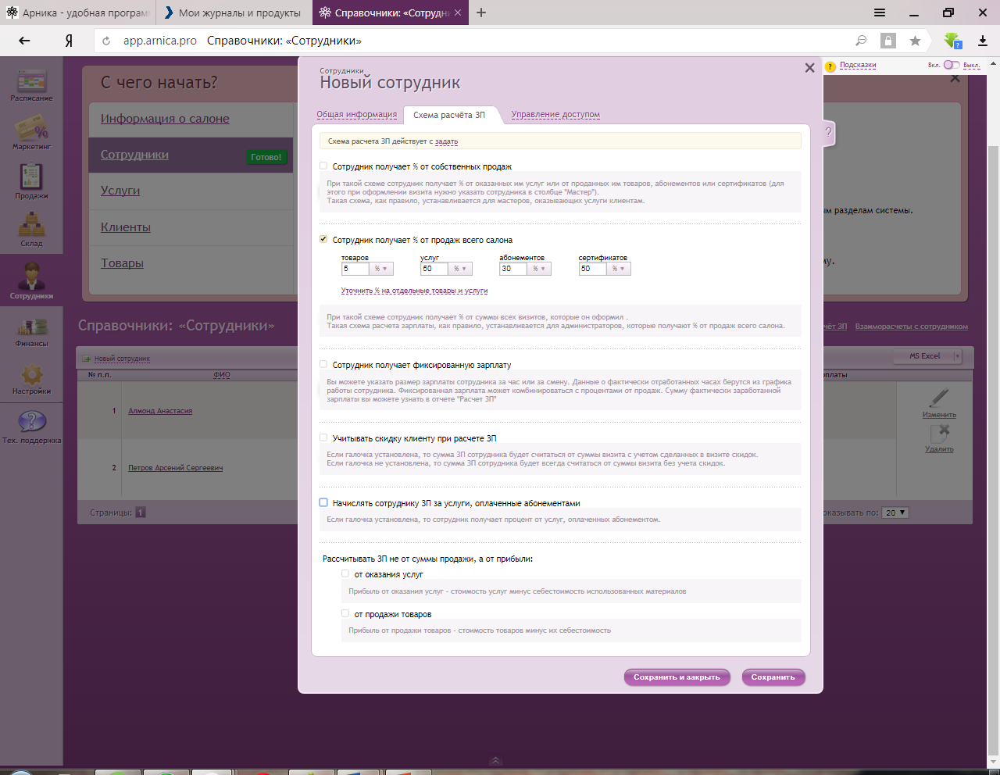 Арника - удобная програм
Мои журналы и продукты
Справочники: «Сотрудн
Я
app.arnica.pro Справочники: «Сотрудники»
?
Расписание
Маркетинг
Продажи
Склад
Сотрудники
Финансы
Настройки
Тех. поддержка
С чего начать?
Информация о салоне
Сотрудники
Готово!
Услуги
Клиенты
Товары
? Подсказки
Вкл.
Выкл.
ым разделам системы.
му.
Справочники: «Сотрудники»
чёт ЗП
Взаиморасчеты с сотрудником
Новый сотрудник
MS Excel
№ п.п.
ФИО
рплаты
1 Алмонд Анастасия
Изменить
Удалить
2 Петров Арсений Сергеевич
Страницы: 1
оказывать по: 20
Сотрудники
Новый сотрудник
Общая информация
Схема расчёта ЗП
Управление доступом
?
Схема расчета ЗП действует с задать
Сотрудник получает % от собственных продаж
При такой схеме сотрудник получает % от оказанных им услуг или от проданных им товаров, абонементов или сертификатов (для
этого при оформлении визита нужно указать сотрудника в столбце "Мастер").
Такая схема, как правило, устанавливается для мастеров, оказывающих услуги клиентам.
Сотрудник получает % от продаж всего салона
товаров услуг абонементов сертификатов
5 % 50 % 30 % 50 %
Уточнить % на отдельные товары и услуги
При такой схеме сотрудник получает % от суммы всех визитов, которые он оформил .
Такая схема расчета зарплаты, как правило, устанавливается для администраторов, которые получают % от продаж всего салона.
Сотрудник получает фиксированную зарплату
Вы можете указать размер зарплаты сотрудника за час или за смену. Данные о фактически отработанных часах берутся из графика
работы сотрудника. Фиксированная зарплата может комбинироваться с процентами от продаж. Сумму фактически заработанной
зарплаты вы можете узнать в отчете "Расчет ЗП"
Учитывать скидку клиенту при расчете ЗП
Если галочка установлена, то сумма ЗП сотрудника будет считаться от суммы визита с учетом сделанных в визите скидок.
Если галочка не установлена, то сумма ЗП сотрудника будет всегда считаться от суммы визита без учета скидок.
Начислять сотруднику ЗП за услуги, оплаченные абонементами
Если галочка установлена, то сотрудник получает процент от услуг, оплаченных абонементом.
Рассчитывать ЗП не от суммы продажи, а от прибыли:
от оказания услуг
Прибыль от оказания услуг - стоимость услуг минус себестоимость использованных материалов
от продажи товаров
Прибыль от продажи товаров - стоимость товаров минус их себестоимость
Сохранить и закрыть
Сохранить